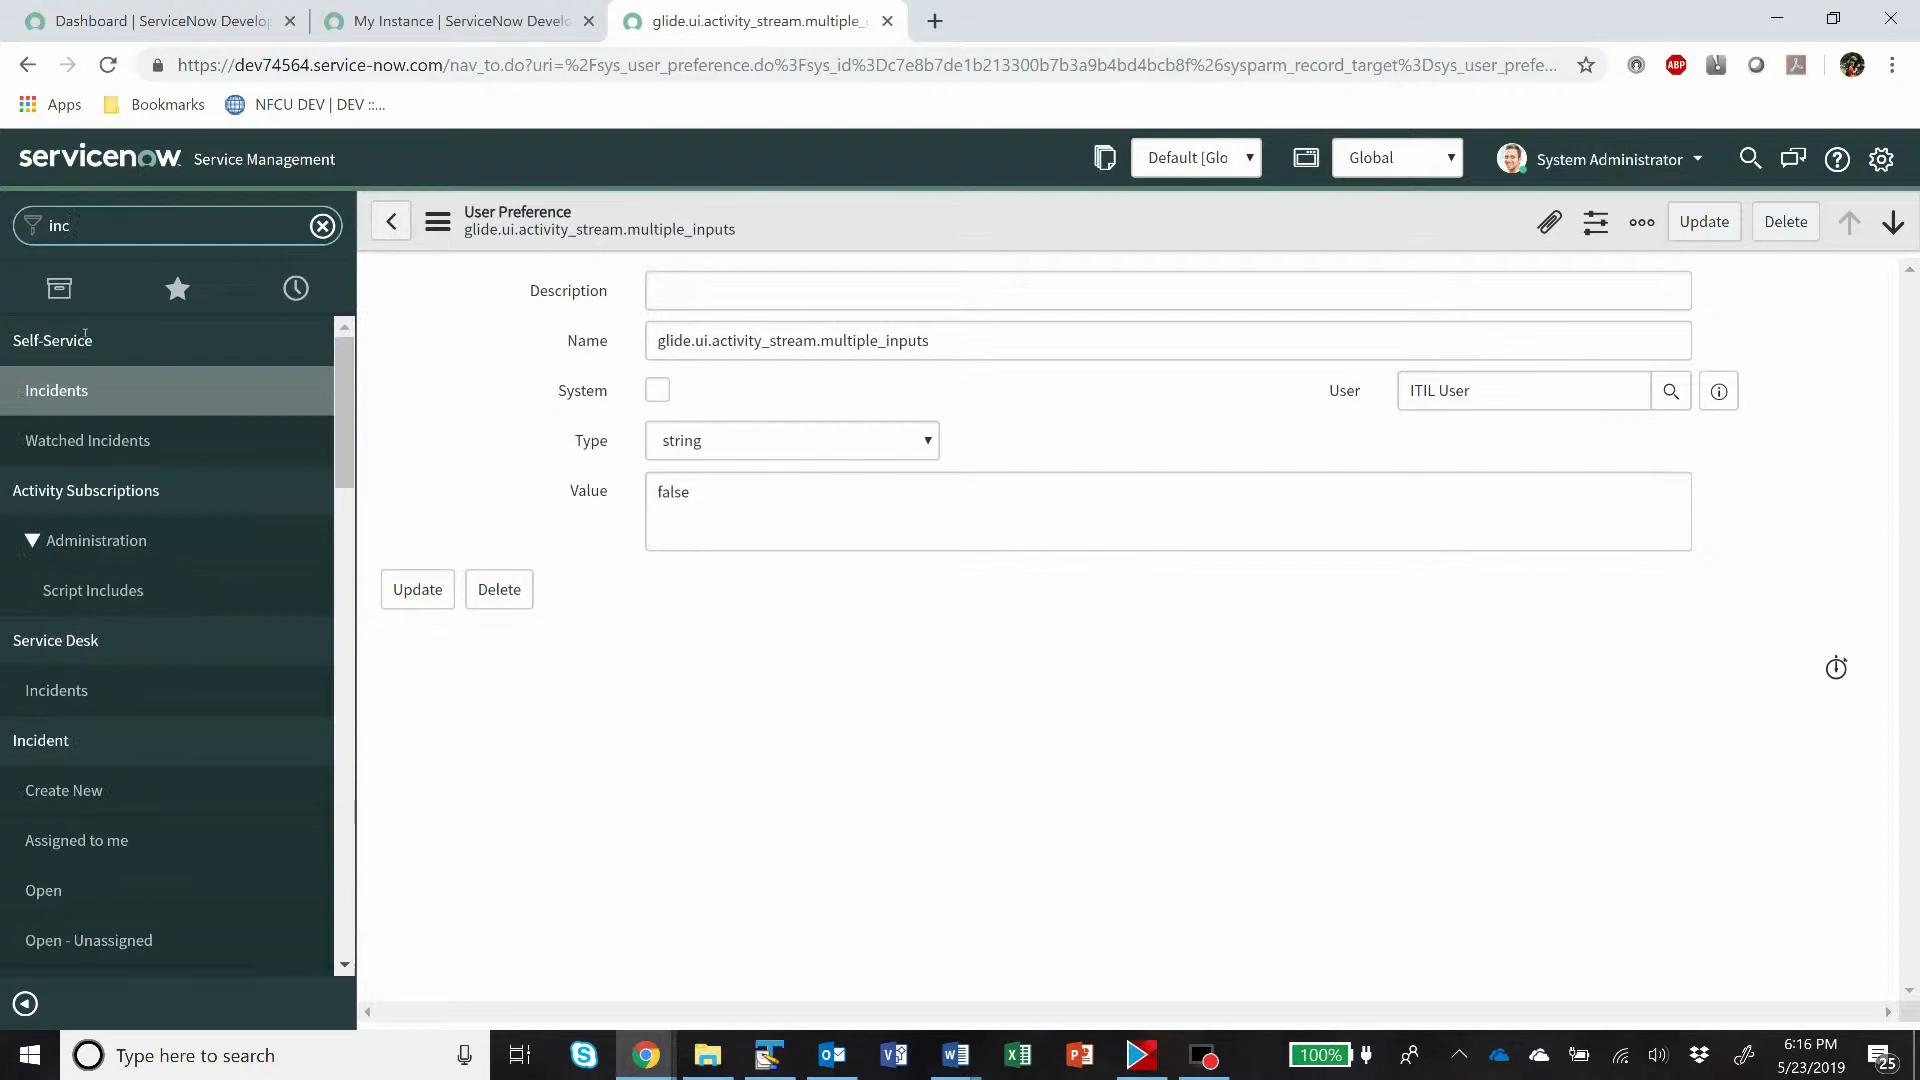 Dashboard | ServiceNow Develop
My Instance | ServiceNow Develo
glide.ui.activity_stream.multiple_
https://dev74564.service-now.com/nav_to.do?uri=%2Fsys_user_preference.do%3Fsys_id%3Dc7e8b7de1b213300b7b3a9b4bd4bcb8f%26sysparm_record_target%3Dsys_user_prefe...
ABP
Apps
Bookmarks
NFCU DEV | DEV ::...
servicenow
Service Management
Default [Glo
Global
System Administrator
inc
User Preference
glide.ui.activity_stream.multiple_inputs
Update
Delete
Self-Service
Incidents
Watched Incidents
Activity Subscriptions
Administration
Script Includes
Service Desk
Incidents
Incident
Create New
Assigned to me
Open
Open - Unassigned
Description
Name
glide.ui.activity_stream.multiple_inputs
System
User
ITIL User
Type
string
Value
false
Update
Delete
Type here to search
100%
6:16 PM
5/23/2019
25